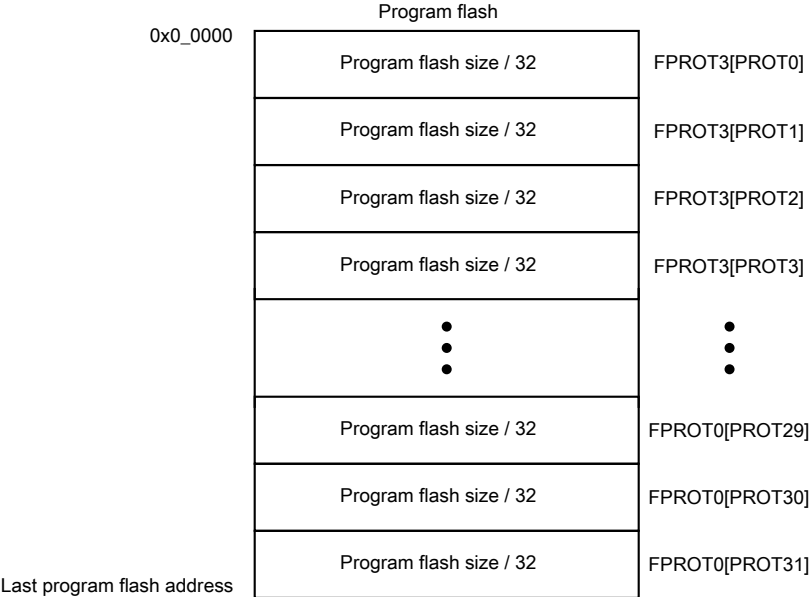 Program flash
0x0_0000
Program flash size / 32
FPROT3[PROT0]
Program flash size / 32
FPROT3[PROT1]
Program flash size / 32
FPROT3[PROT2]
Program flash size / 32
FPROT3[PROT3]
Program flash size / 32
FPROT0[PROT29]
Program flash size / 32
FPROT0[PROT30]
Program flash size / 32
FPROT0[PROT31]
Last program flash address